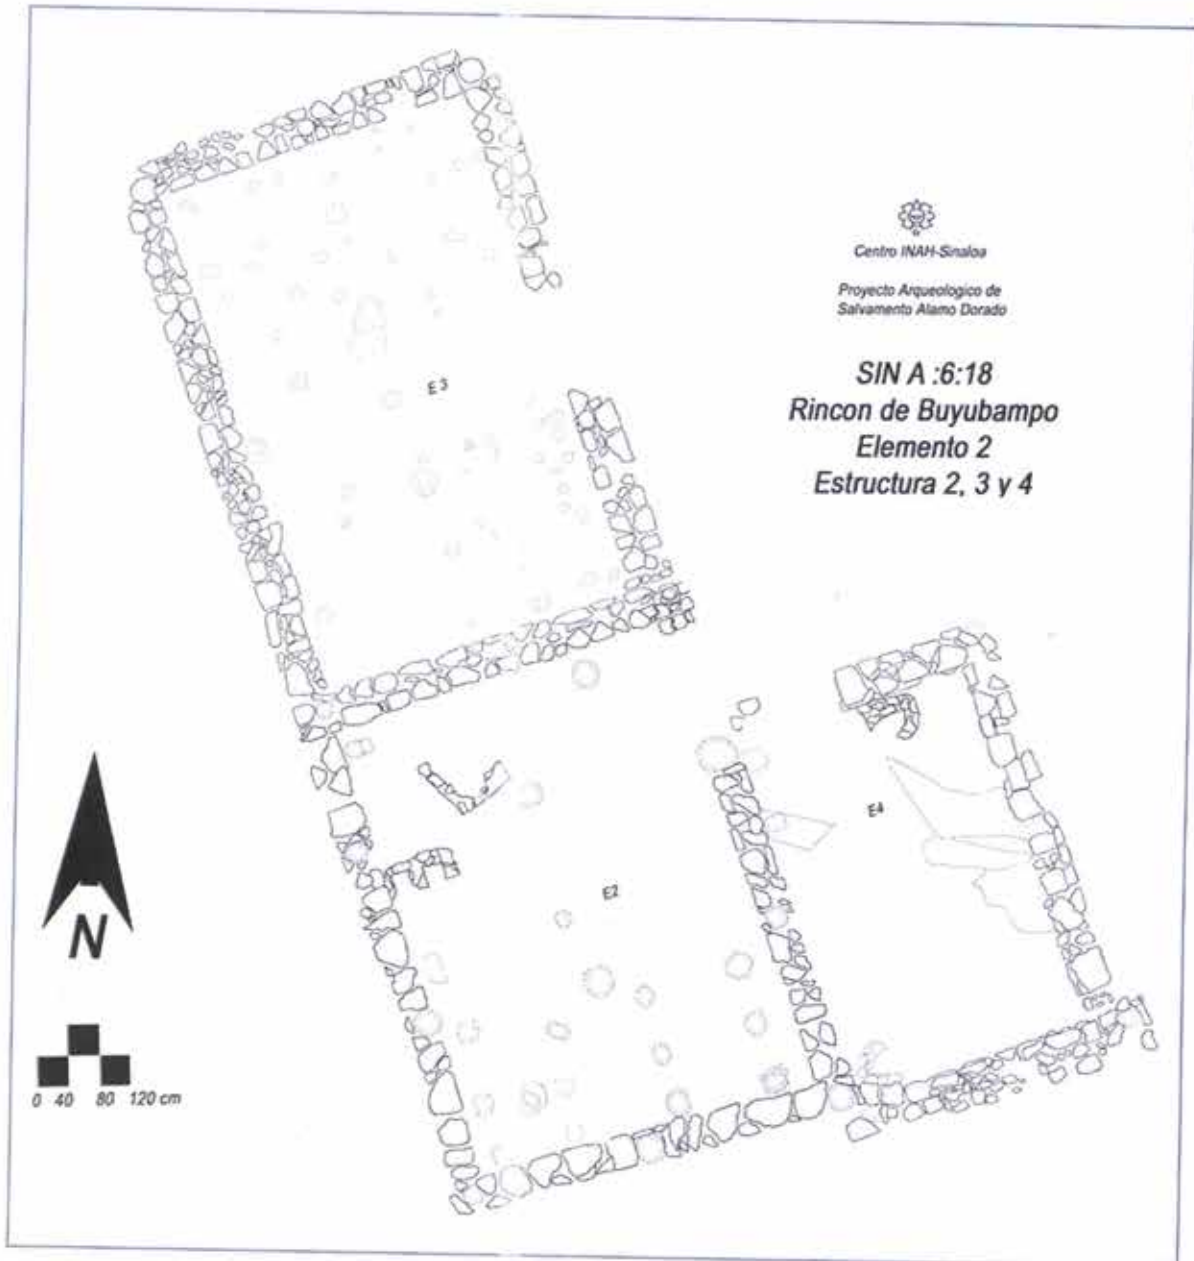 Centro INAH-Sinaloa
Proyecto Arqueologico de
Salvamento Alamo Dorado
SIN A :6:18
Rincon de Buyubampo
Elemento 2
Estructura 2, 3 y 4
E3
E4
E2
N
0 40 80 120 cm